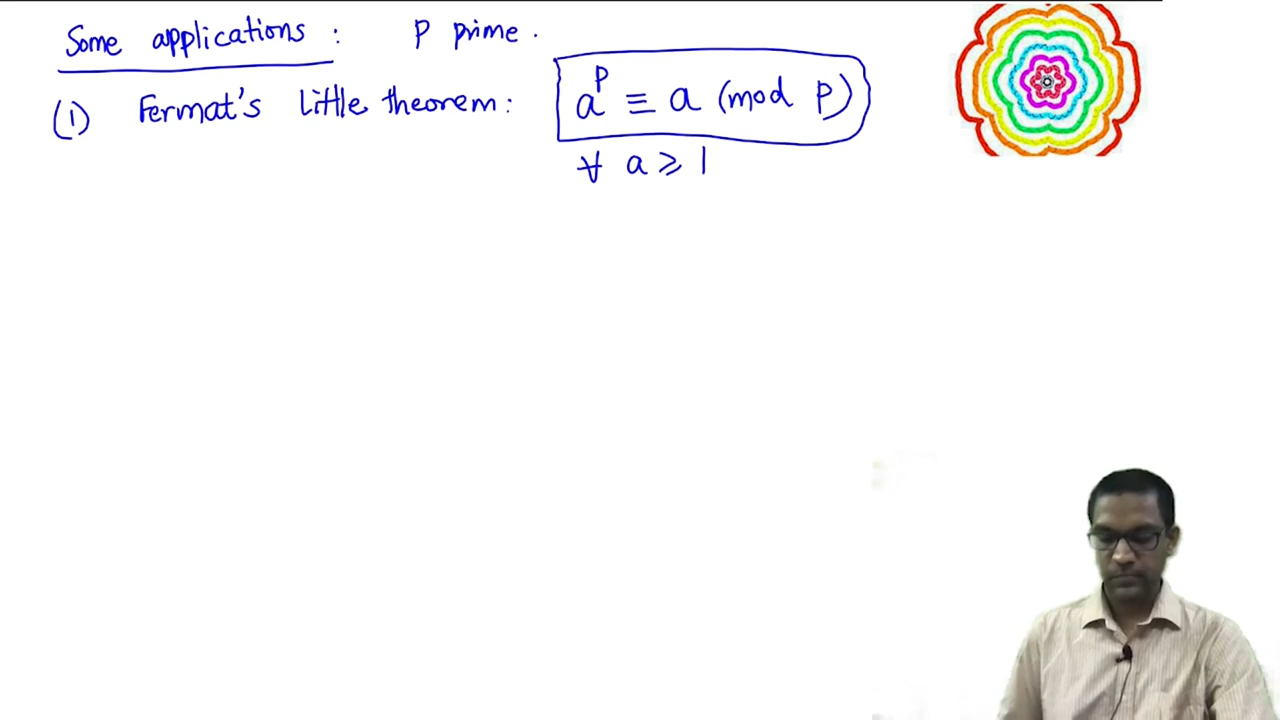 Some applications : P prime .
(1) Fermat's little theorem : a^p ≡ a (mod p)
∀ a ⩾ 1